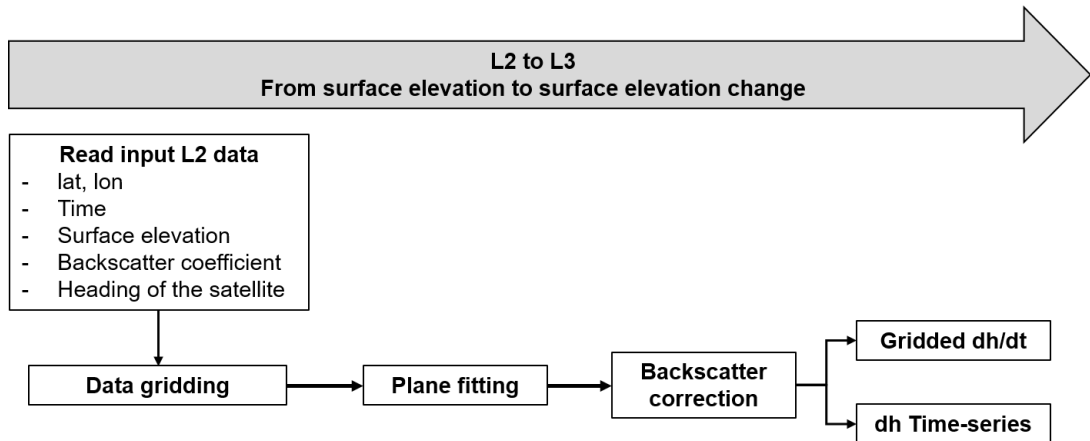 L2 to L3
From surface elevation to surface elevation change
Read input L2 data
- lat, lon
- Time
- Surface elevation
- Backscatter coefficient
- Heading of the satellite
Data gridding
Plane fitting
Backscatter
correction
Gridded dh/dt
dh Time-series